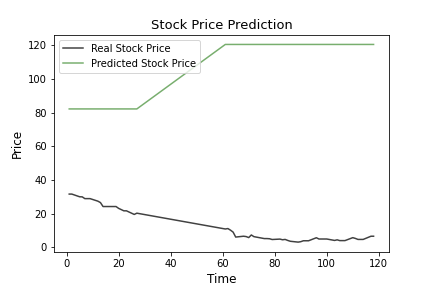 Stock Price Prediction
Real Stock Price
Predicted Stock Price
120
100
80
60
40
20
0
Price
0 20 40 60 80 100 120
Time